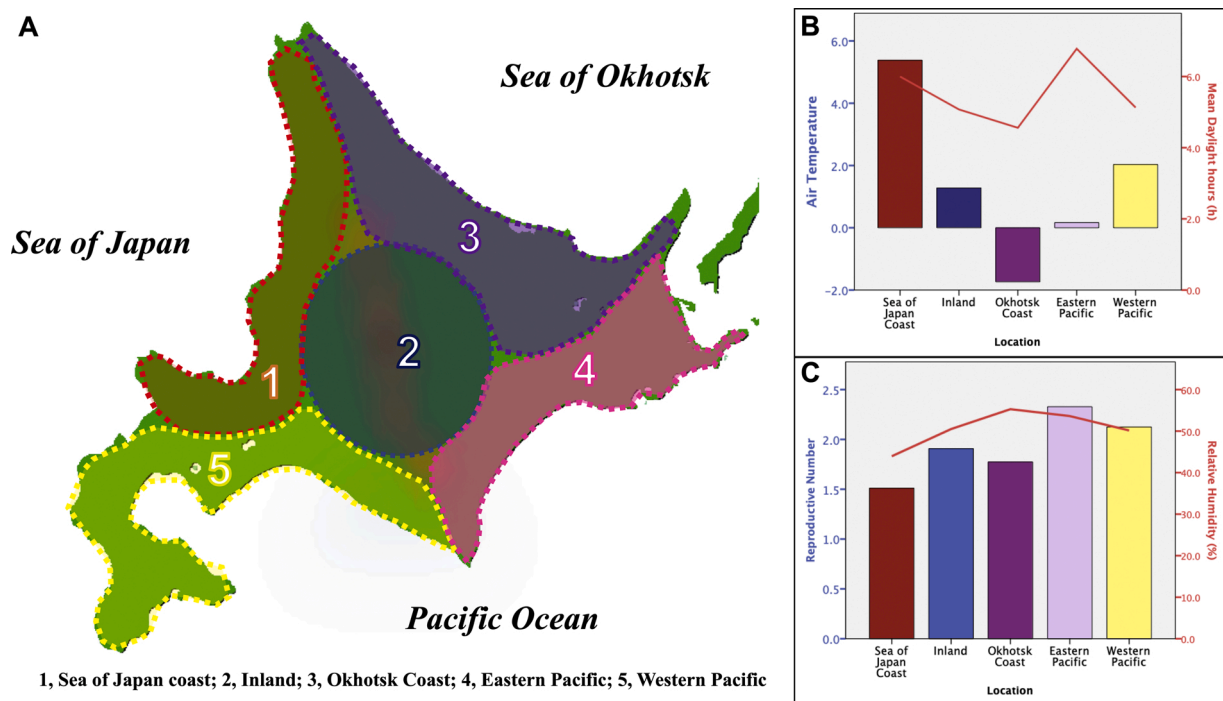 A
Sea of Okhotsk
Sea of Japan
3
2
1
4
5
Pacific Ocean
1, Sea of Japan coast; 2, Inland; 3, Okhotsk Coast; 4, Eastern Pacific; 5, Western Pacific
B
6.0
4.0
2.0
0.0
−2.0
Air Temperature
6.0
4.0
2.0
0.0
Mean Daylight hours (h)
Sea of
Japan
Coast
Inland
Okhotsk
Coast
Eastern
Pacific
Western
Pacific
Location
C
2.5
2.0
1.5
1.0
0.5
0.0
Reproductive Number
60.0
50.0
40.0
30.0
20.0
10.0
0.0
Relative Humidity (%)
Sea of
Japan
Coast
Inland
Okhotsk
Coast
Eastern
Pacific
Western
Pacific
Location